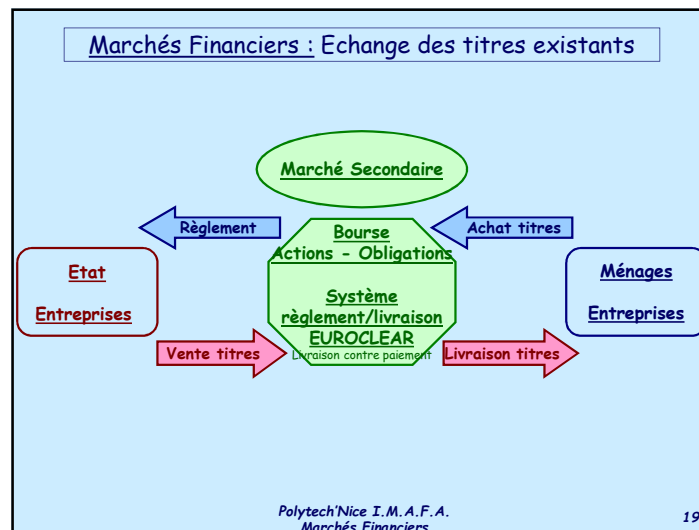 Marchés Financiers : Echange des titres existants
Marché Secondaire
Règlement
Achat titres
Bourse
Actions - Obligations
Système
règlement/livraison
EUROCLEAR
Livraison contre paiement
Etat
Entreprises
Ménages
Entreprises
Vente titres
Livraison titres
Polytech'Nice I.M.A.F.A.
Marchés Financiers
19